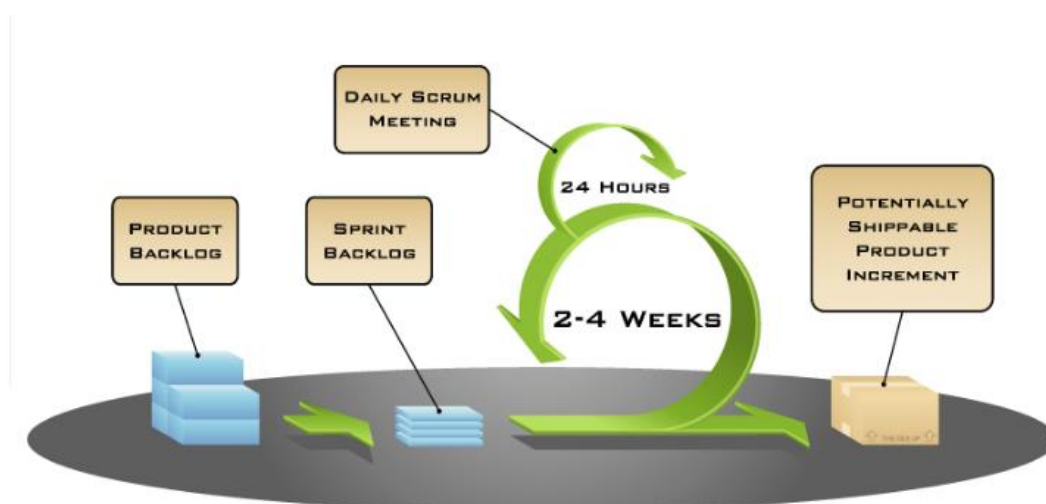 DAILY SCRUM
MEETING
24 HOURS
PRODUCT
BACKLOG
SPRINT
BACKLOG
POTENTIALLY
SHIPPABLE
PRODUCT
INCREMENT
2-4 WEEKS